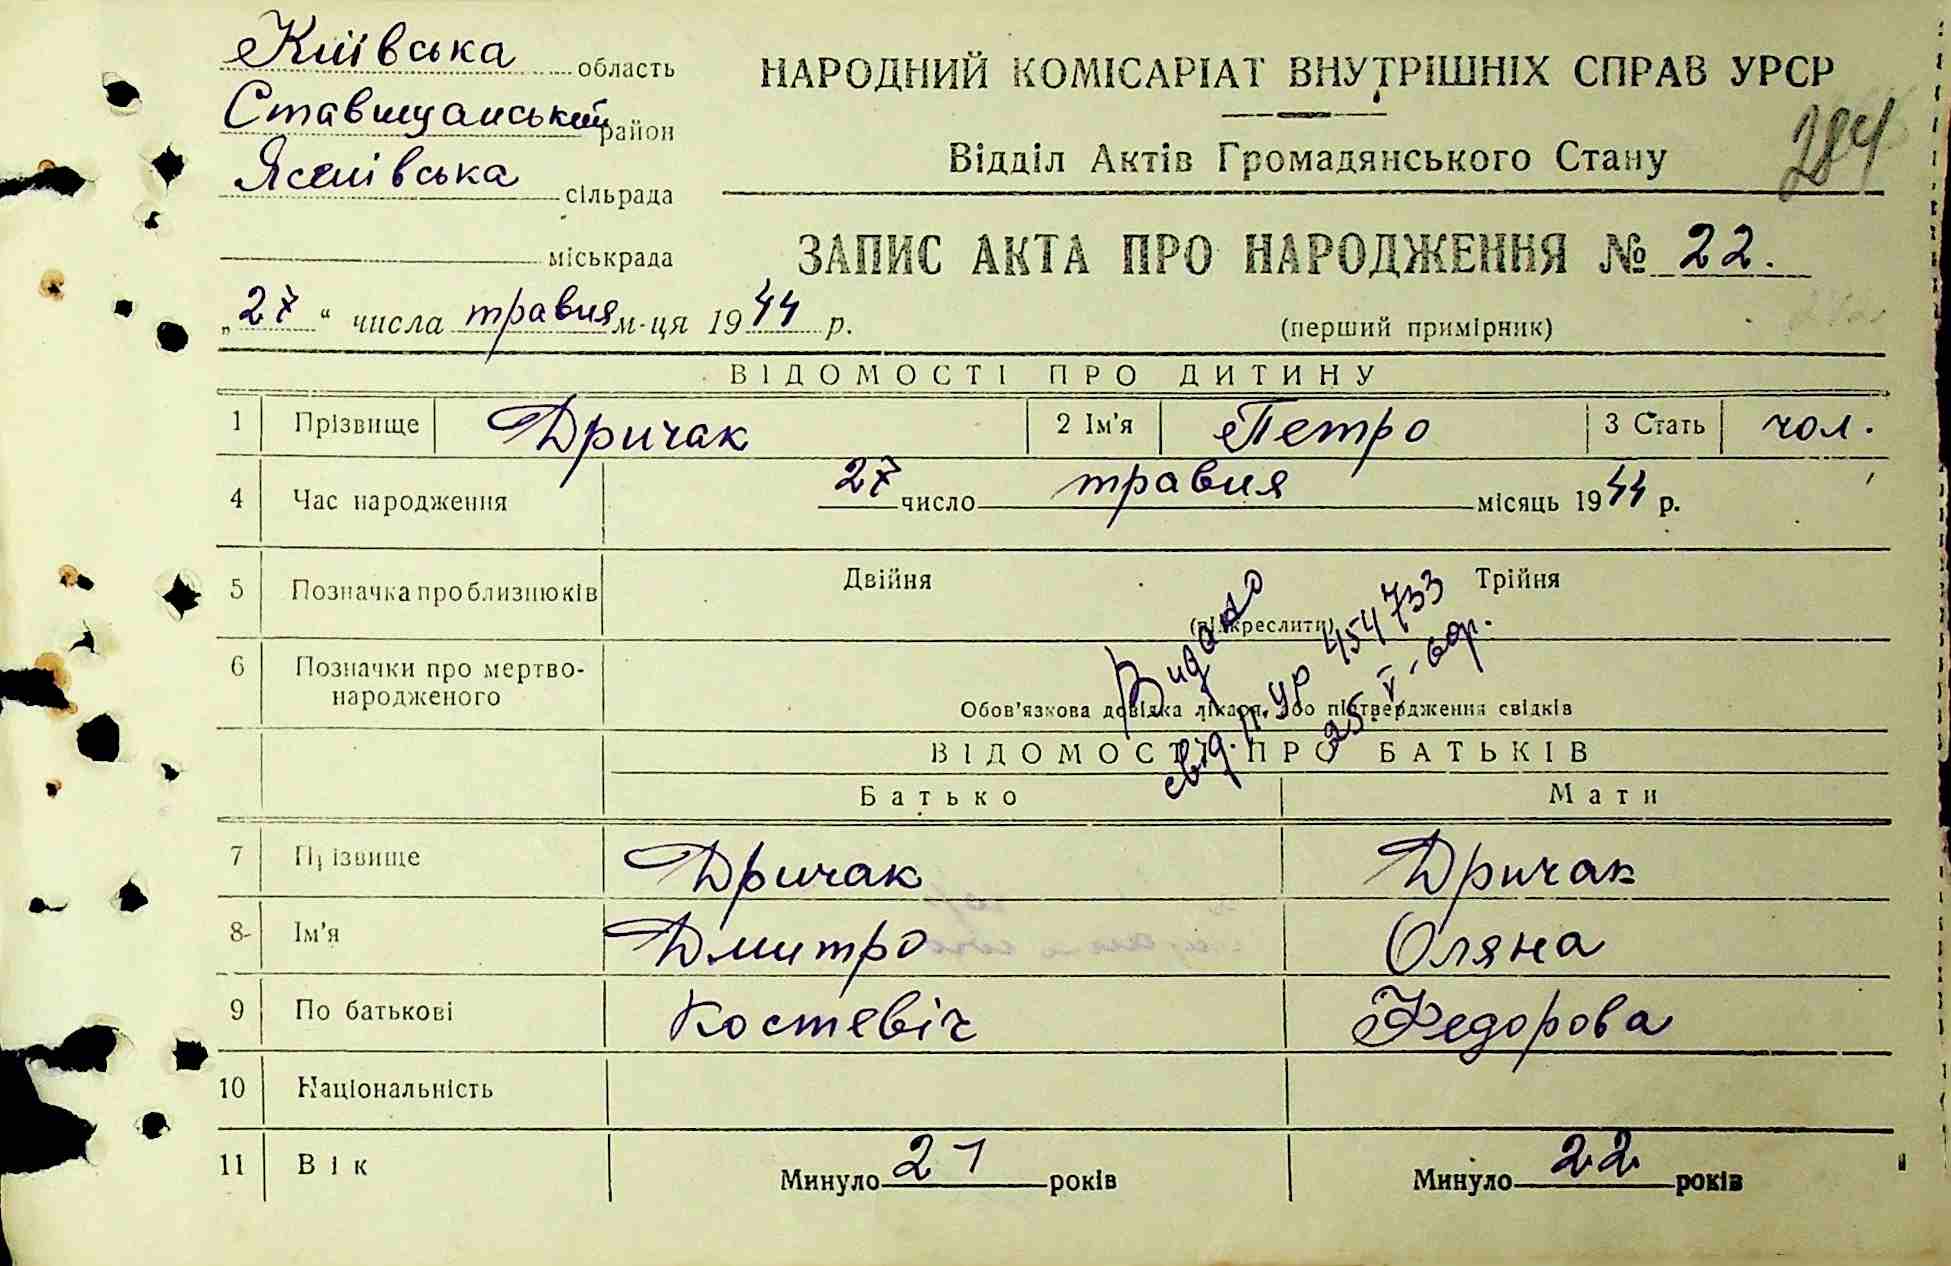 Київська область
Ставищанський район
Ясенівська сільрада
міськрада
НАРОДНИЙ КОМІСАРІАТ ВНУТРІШНІХ СПРАВ УРСР
284
Відділ Актів Громадянського Стану
ЗАПИС АКТА ПРО НАРОДЖЕННЯ № 22.
„27“ числа травня м-ця 1944 р.
(перший примірник)
ВІДОМОСТІ ПРО ДИТИНУ
1 Прізвище Дричак 2 Ім'я Петро 3 Стать чол.
4 Час народження 27 число травня місяць 1944 р.
5 Позначка про близнюків Двійня Трійня
(підкреслити)
6 Позначки про мертво-
народженого
Обов'язкова довідка лікаря, або підтвердження свідків
Видано
свід. П. УР 454733
25. V - 60р.
ВІДОМОСТІ ПРО БАТЬКІВ
Батько Мати
7 Прізвище Дричак Дричак
8 Ім'я Дмитро Оляна
9 По батькові Костевіч Федорова
10 Національність
11 Вік Минуло 21 років Минуло 22 років